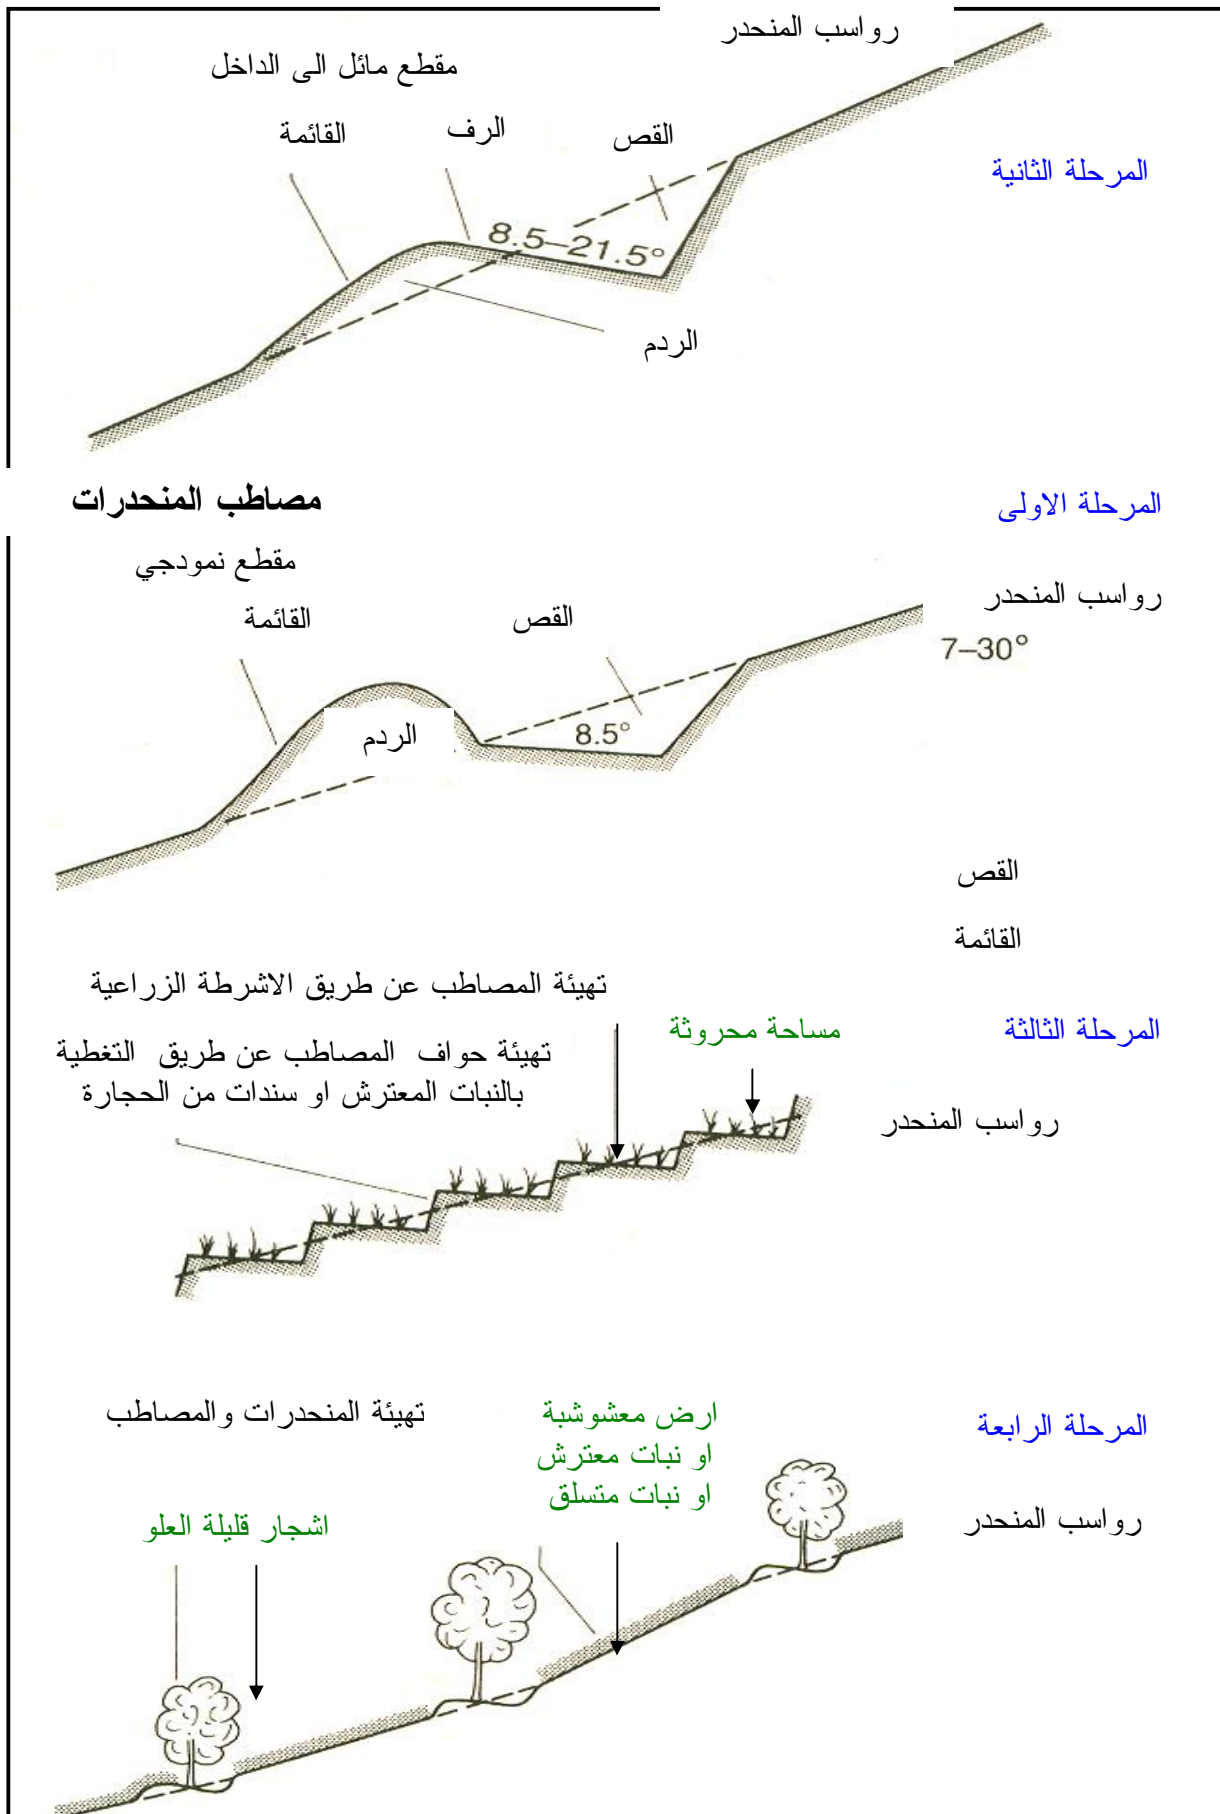 رواسب المنحدر
مقطع مائل الى الداخل
القص
الرف
القائمة
المرحلة الثانية
8.5–21.5°
الردم
المرحلة الاولى
مصاطب المنحدرات
مقطع نمودجي
رواسب المنحدر
القص
القائمة
7–30°
8.5°
الردم
القص
القائمة
تهيئة المصاطب عن طريق الاشرطة الزراعية
المرحلة الثالثة
مساحة محروثة
تهيئة حواف المصاطب عن طريق التغطية
بالنبات المعترش او سندات من الحجارة
رواسب المنحدر
المرحلة الرابعة
ارض معشوشبة
او نبات معترش
او نبات متسلق
تهيئة المنحدرات والمصاطب
رواسب المنحدر
اشجار قليلة العلو